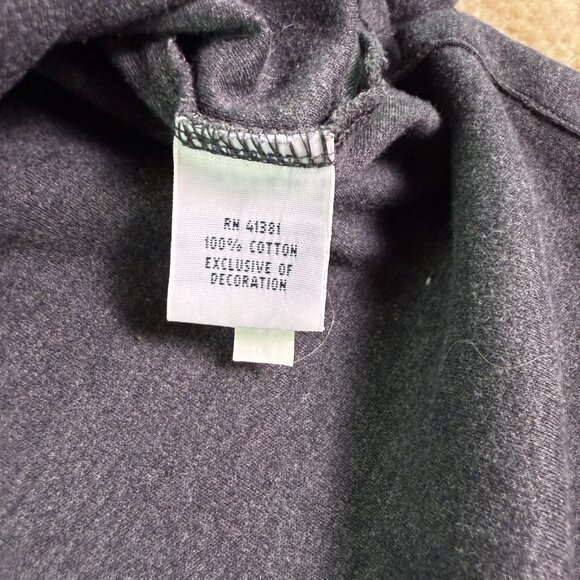 RN 41381
100% COTTON
EXCLUSIVE OF
DECORATION